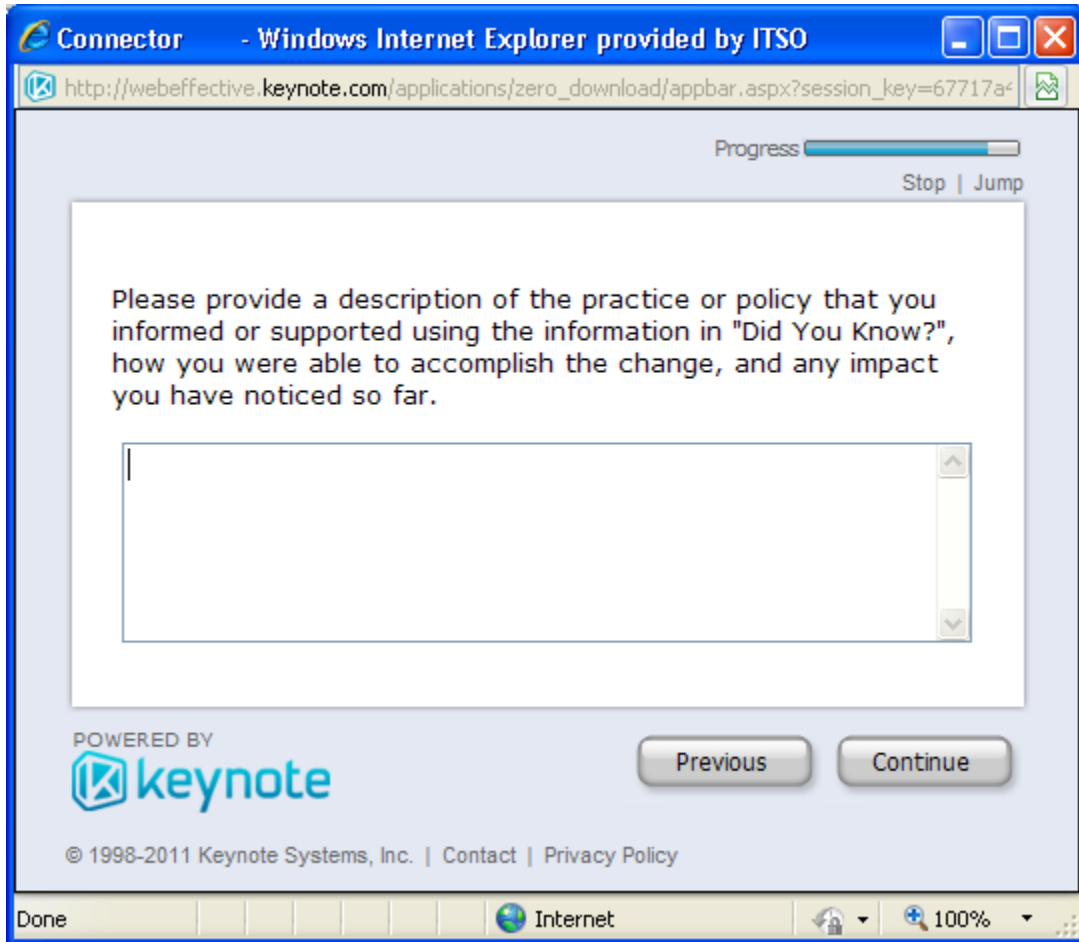 Connector - Windows Internet Explorer provided by ITSO
http://webeffective.keynote.com/applications/zero_download/appbar.aspx?session_key=67717a
Progress
Stop | Jump
Please provide a description of the practice or policy that you
informed or supported using the information in "Did You Know?",
how you were able to accomplish the change, and any impact
you have noticed so far.
POWERED BY
keynote
Previous
Continue
© 1998-2011 Keynote Systems, Inc. | Contact | Privacy Policy
Done
Internet
100%